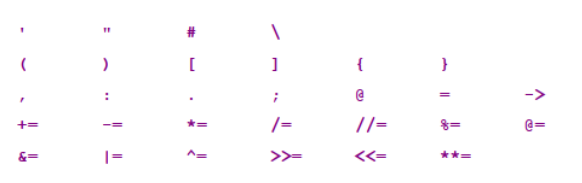 ' " # \
( ) [ ] { }
, : . ; @ = ->
+= -= *= /= //= %= @=
&= |= ^= >>= <<= **=